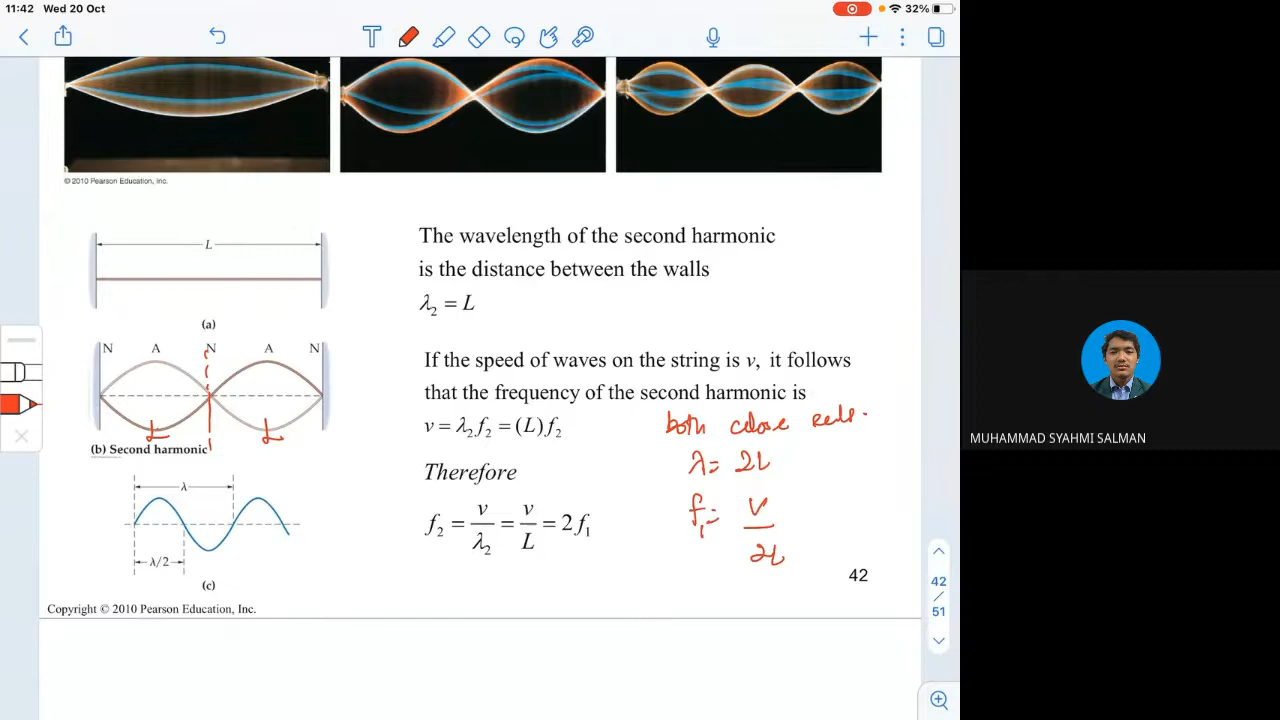 11:42 Wed 20 Oct
32%
T
© 2010 Pearson Education, Inc.
L
(a)
N A N A N
L L
(b) Second harmonic
λ
λ/2
(c)
The wavelength of the second harmonic
is the distance between the walls
λ₂ = L
If the speed of waves on the string is v, it follows
that the frequency of the second harmonic is
v = λ₂f₂ = (L)f₂
Therefore
f₂ = v/λ₂ = v/L = 2f₁
both close
λ = 2L
f₁ = v/2L
42
Copyright © 2010 Pearson Education, Inc.
42
/
51
MUHAMMAD SYAHMI SALMAN